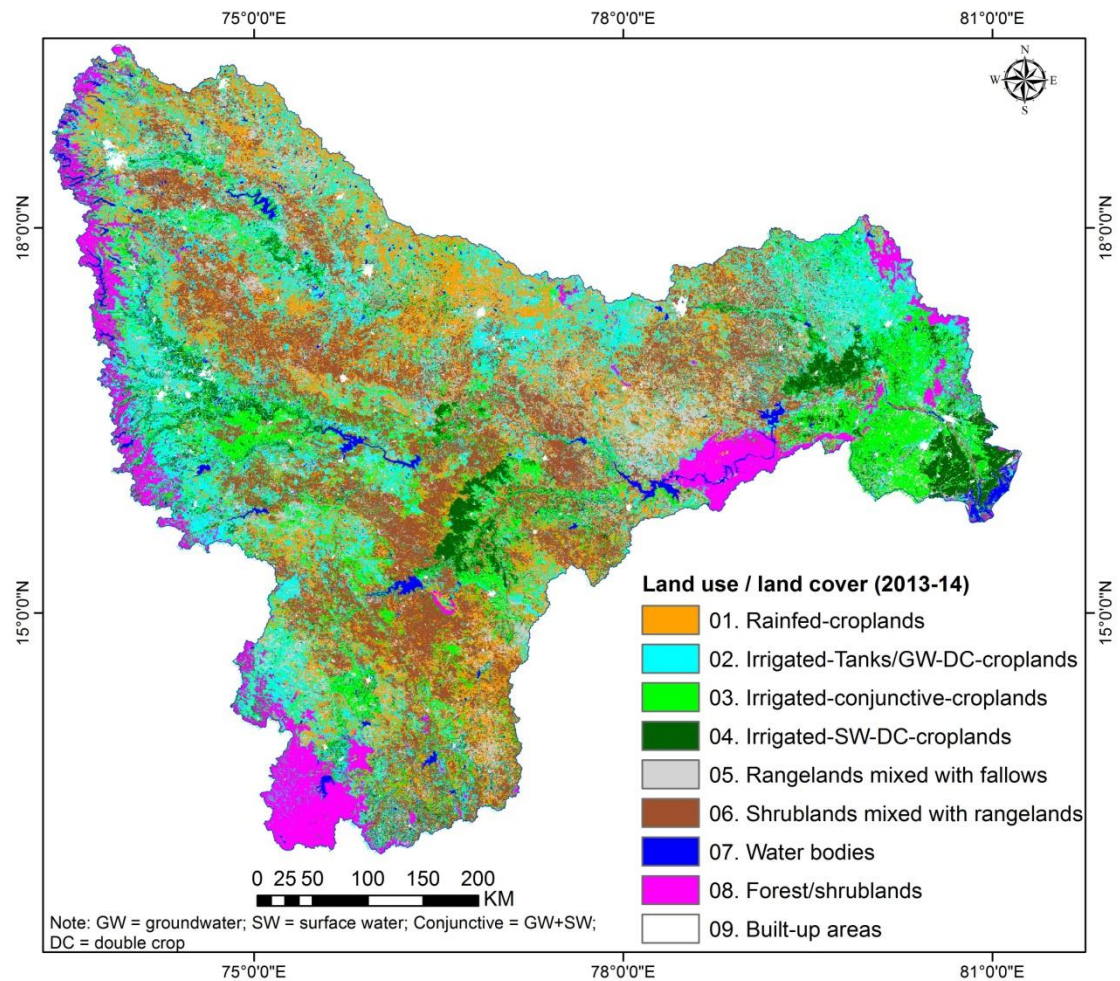 75°0'0"E 78°0'0"E 81°0'0"E
N
W E
S
18°0'0"N 18°0'0"N
15°0'0"N 15°0'0"N
Land use / land cover (2013-14)
01. Rainfed-croplands
02. Irrigated-Tanks/GW-DC-croplands
03. Irrigated-conjunctive-croplands
04. Irrigated-SW-DC-croplands
05. Rangelands mixed with fallows
06. Shrublands mixed with rangelands
07. Water bodies
08. Forest/shrublands
09. Built-up areas
0 25 50 100 150 200
KM
Note: GW = groundwater; SW = surface water; Conjunctive = GW+SW;
DC = double crop
75°0'0"E 78°0'0"E 81°0'0"E